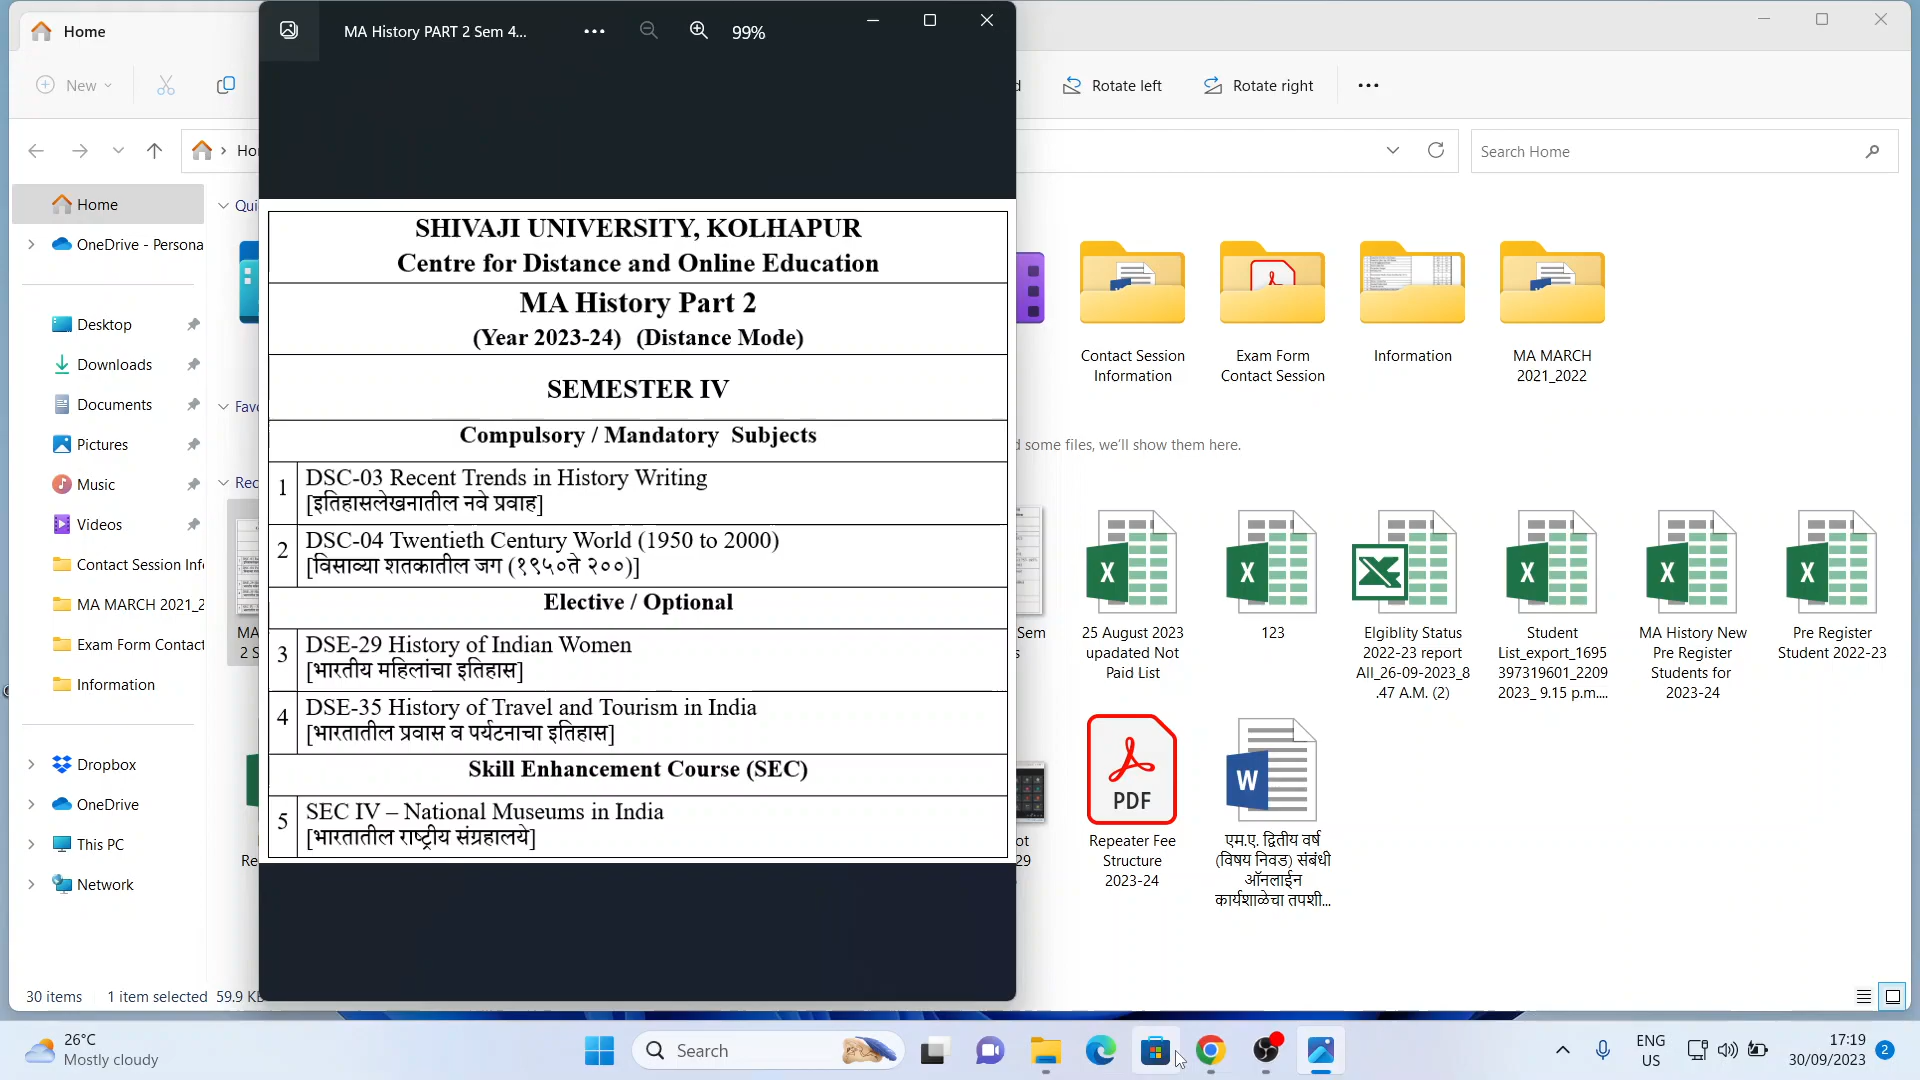 Home
MA History PART 2 Sem 4...
99%
New
Rotate left
Rotate right
Search Home
Home
OneDrive - Persona
Desktop
Downloads
Documents
Pictures
Music
Videos
Contact Session Inf
MA MARCH 2021_2
Exam Form Contact
Information
Dropbox
OneDrive
This PC
Network
SHIVAJI UNIVERSITY, KOLHAPUR
Centre for Distance and Online Education
MA History Part 2
(Year 2023-24) (Distance Mode)
SEMESTER IV
Compulsory / Mandatory Subjects
1 DSC-03 Recent Trends in History Writing
[इतिहासलेखनातील नवे प्रवाह]
2 DSC-04 Twentieth Century World (1950 to 2000)
[विसाव्या शतकातील जग (१९५०ते २००)]
Elective / Optional
3 DSE-29 History of Indian Women
[भारतीय महिलांचा इतिहास]
4 DSE-35 History of Travel and Tourism in India
[भारतातील प्रवास व पर्यटनाचा इतिहास]
Skill Enhancement Course (SEC)
5 SEC IV – National Museums in India
[भारतातील राष्ट्रीय संग्रहालये]
Contact Session
Information
Exam Form
Contact Session
Information
MA MARCH
2021_2022
some files, we'll show them here.
25 August 2023
upadated Not
Paid List
123
Elgiblity Status
2022-23 report
All_26-09-2023_8
.47 A.M. (2)
Student
List_export_1695
397319601_2209
2023_ 9.15 p.m....
MA History New
Pre Register
Students for
2023-24
Pre Register
Student 2022-23
PDF
Repeater Fee
Structure
2023-24
एम.ए. द्वितीय वर्ष
(विषय निवड) संबंधी
ऑनलाईन
कार्यशाळेचा तपशी...
30 items 1 item selected 59.9 KB
26°C
Mostly cloudy
Search
ENG
US
17:19
30/09/2023
2